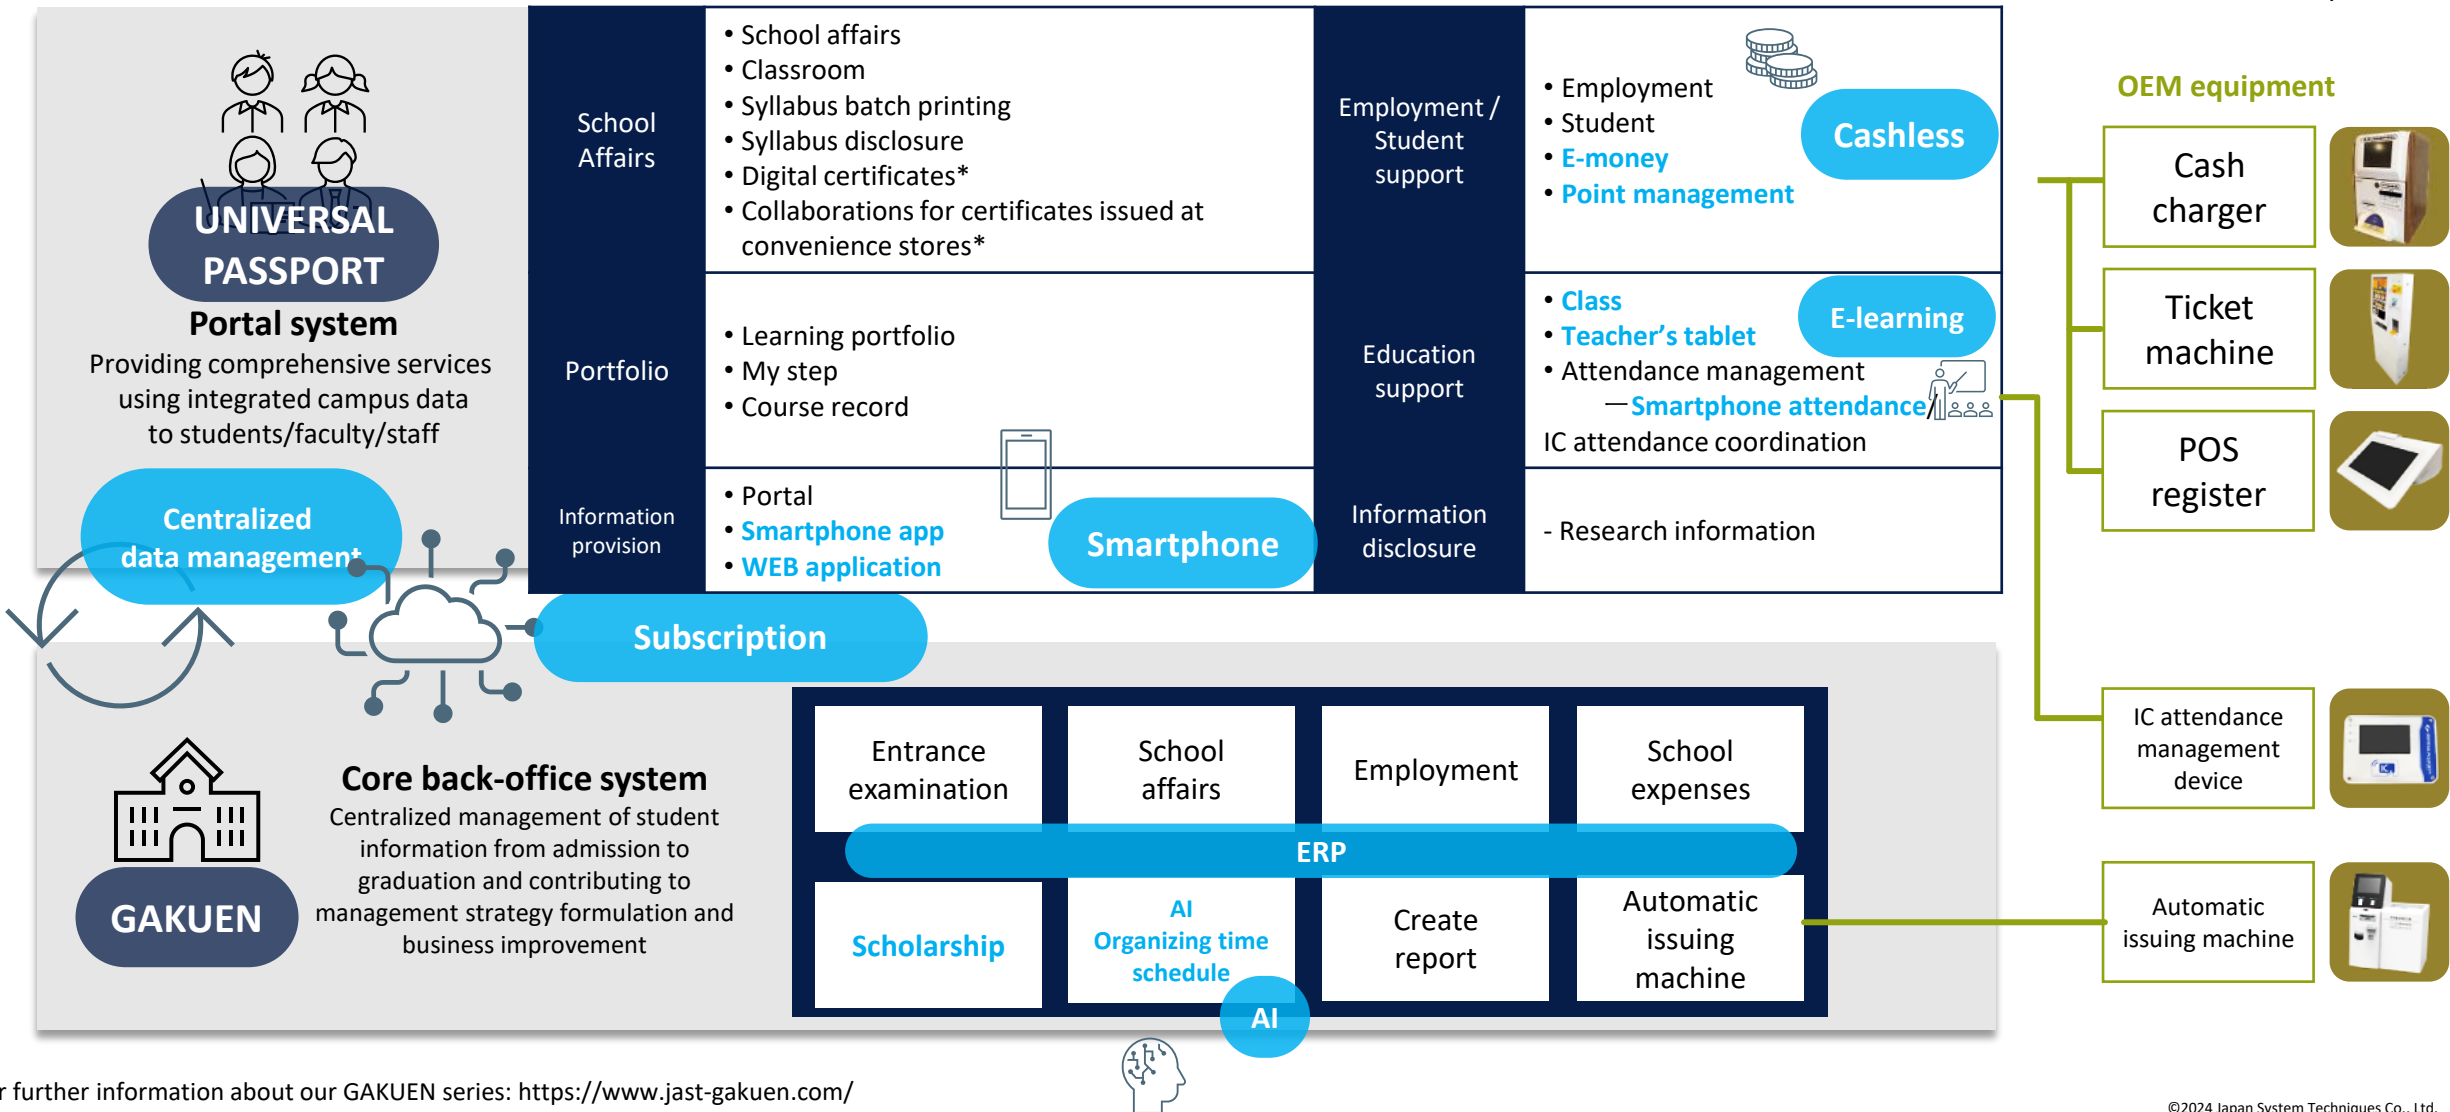 UNIVERSAL
PASSPORT
Portal system
Providing comprehensive services
using integrated campus data
to students/faculty/staff
Centralized
data management
School
Affairs
• School affairs
• Classroom
• Syllabus batch printing
• Syllabus disclosure
• Digital certificates*
• Collaborations for certificates issued at
convenience stores*
Employment /
Student
support
• Employment
• Student
• E-money
• Point management
Cashless
Portfolio
• Learning portfolio
• My step
• Course record
Education
support
• Class
• Teacher's tablet
• Attendance management
—Smartphone attendance/
IC attendance coordination
E-learning
Information
provision
• Portal
• Smartphone app
• WEB application
Smartphone
Information
disclosure
- Research information
Subscription
OEM equipment
Cash
charger
Ticket
machine
POS
register
IC attendance
management
device
Automatic
issuing machine
GAKUEN
Core back-office system
Centralized management of student
information from admission to
graduation and contributing to
management strategy formulation and
business improvement
Entrance
examination
School
affairs
Employment
School
expenses
ERP
Scholarship
AI
Organizing time
schedule
Create
report
Automatic
issuing
machine
AI
r further information about our GAKUEN series: https://www.jast-gakuen.com/
©2024 Japan System Techniques Co., Ltd.